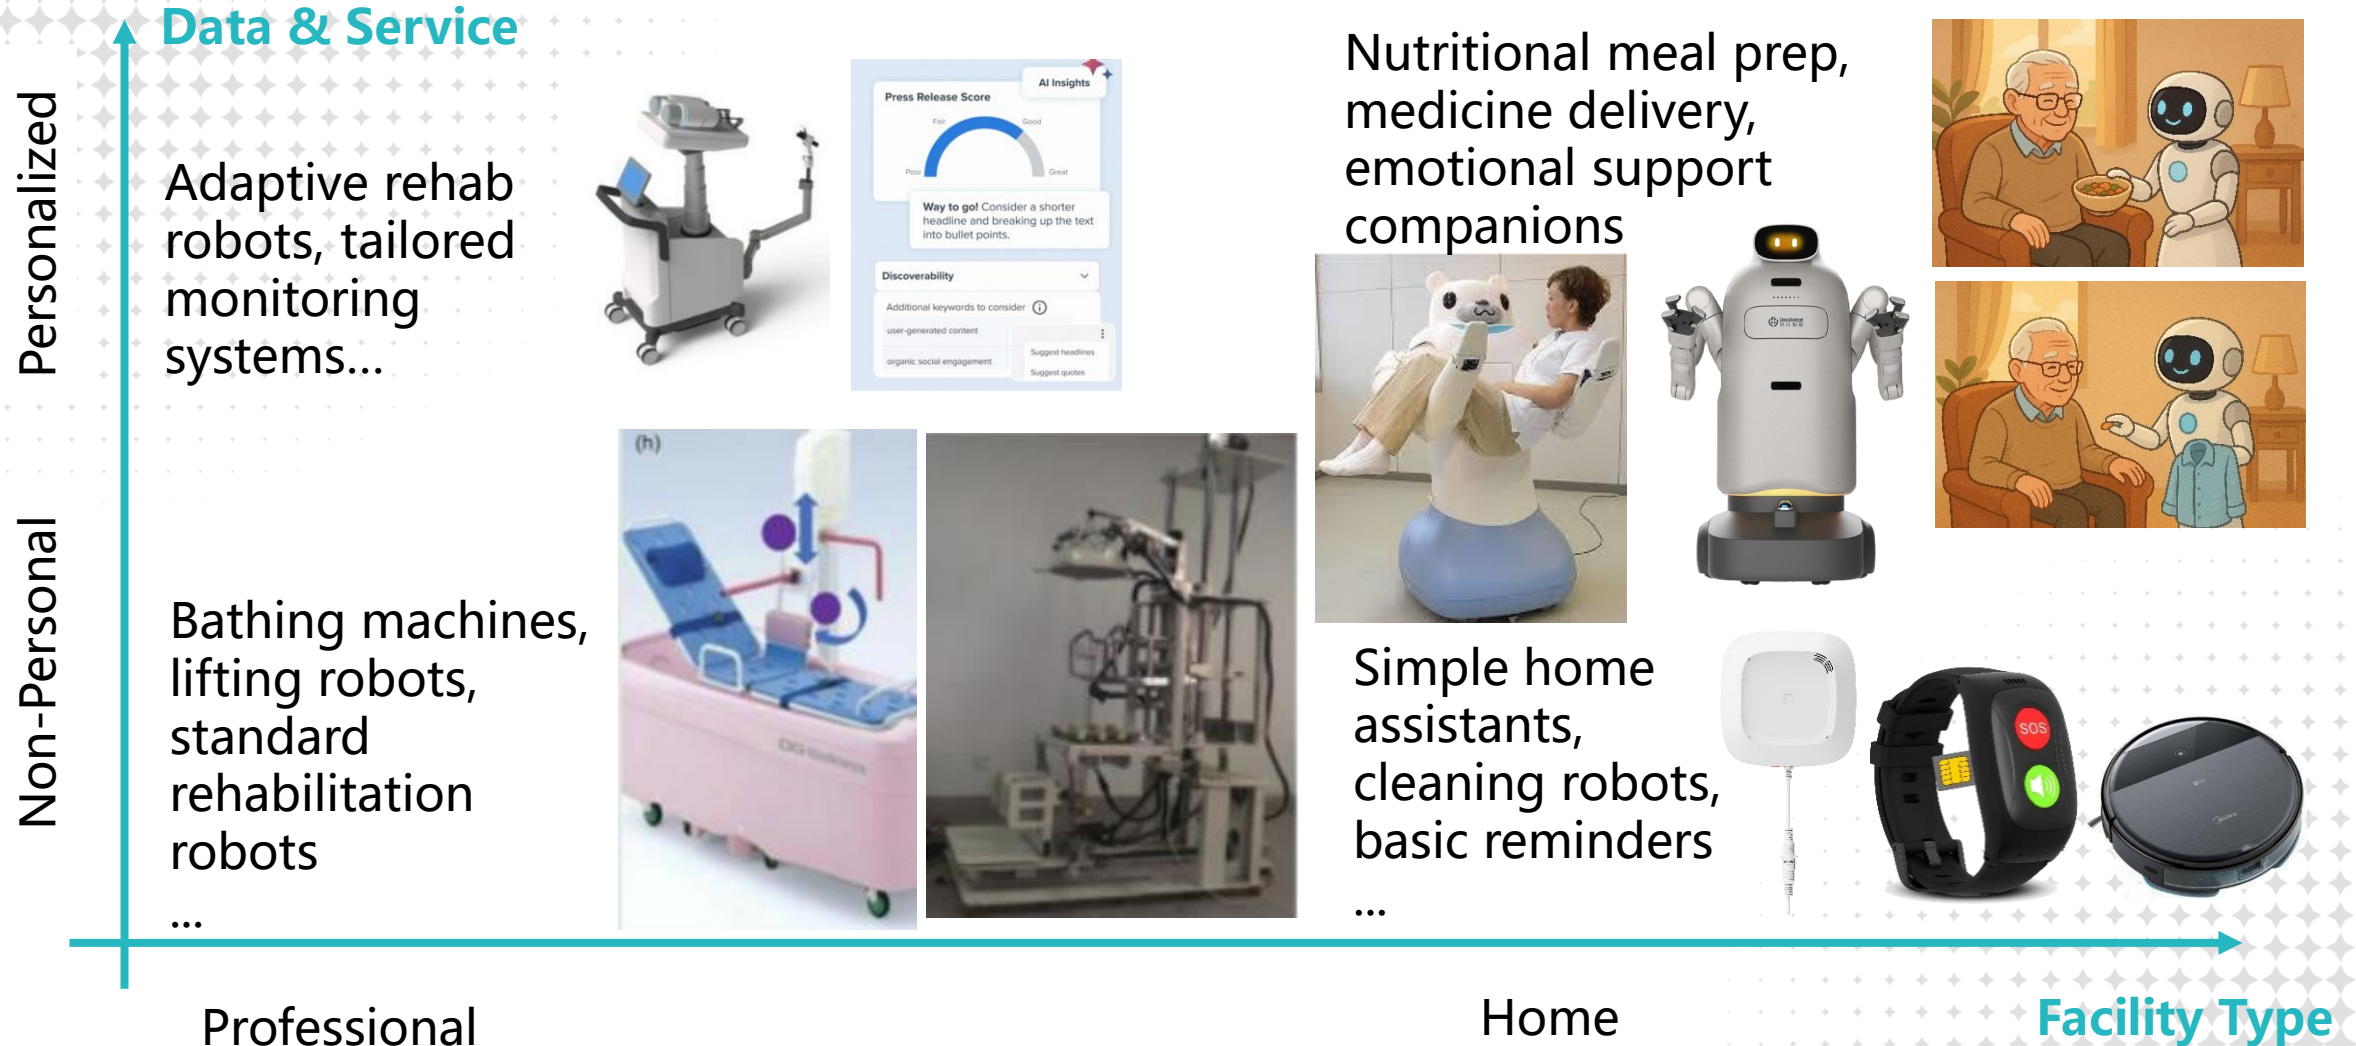 Data & Service
Personalized
Non-Personal
Adaptive rehab
robots, tailored
monitoring
systems...
AI Insights
Press Release Score
Fair
Good
Poor
Great
Way to go! Consider a shorter
headline and breaking up the text
into bullet points.
Discoverability
Additional keywords to consider
user-generated content
organic social engagement
Suggest headlines
Suggest quotes
Nutritional meal prep,
medicine delivery,
emotional support
companions
Bathing machines,
lifting robots,
standard
rehabilitation
robots
...
(h)
Simple home
assistants,
cleaning robots,
basic reminders
...
SOS
Midea
Professional
Home
Facility Type